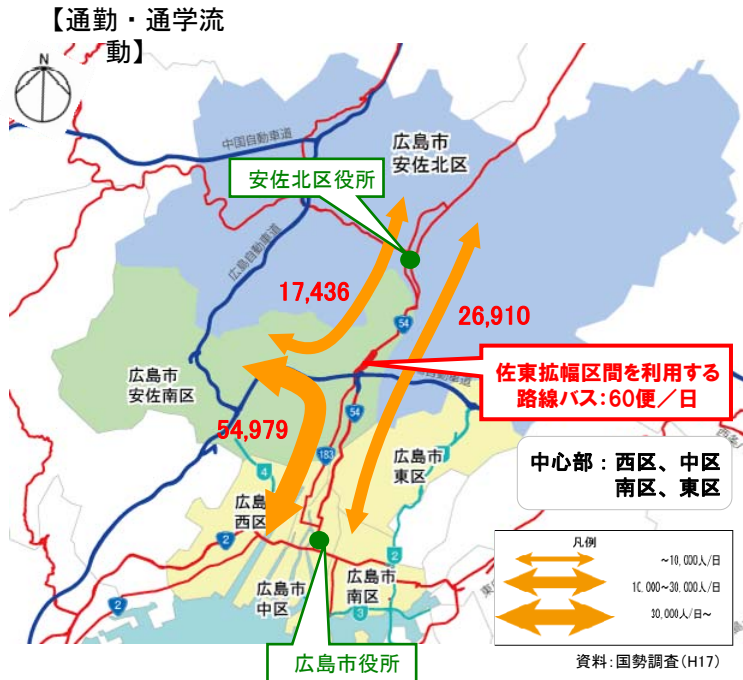 【通勤・通学流
動】
N
中国自動車道
広島市
安佐北区
安佐北区役所
広島自動車道
17,436
26,910
54
佐東拡幅区間を利用する
路線バス:60便/日
自動車道
広島市
安佐南区
54
54,979
183
広島市
東区
4
中心部:西区、中区
南区、東区
広島
西区
2
2
凡例
~10,000人/日
10,000~30,000人/日
30,000人/日~
広島市
中区
広島市
南区
2
3
広島市役所
資料:国勢調査(H17)